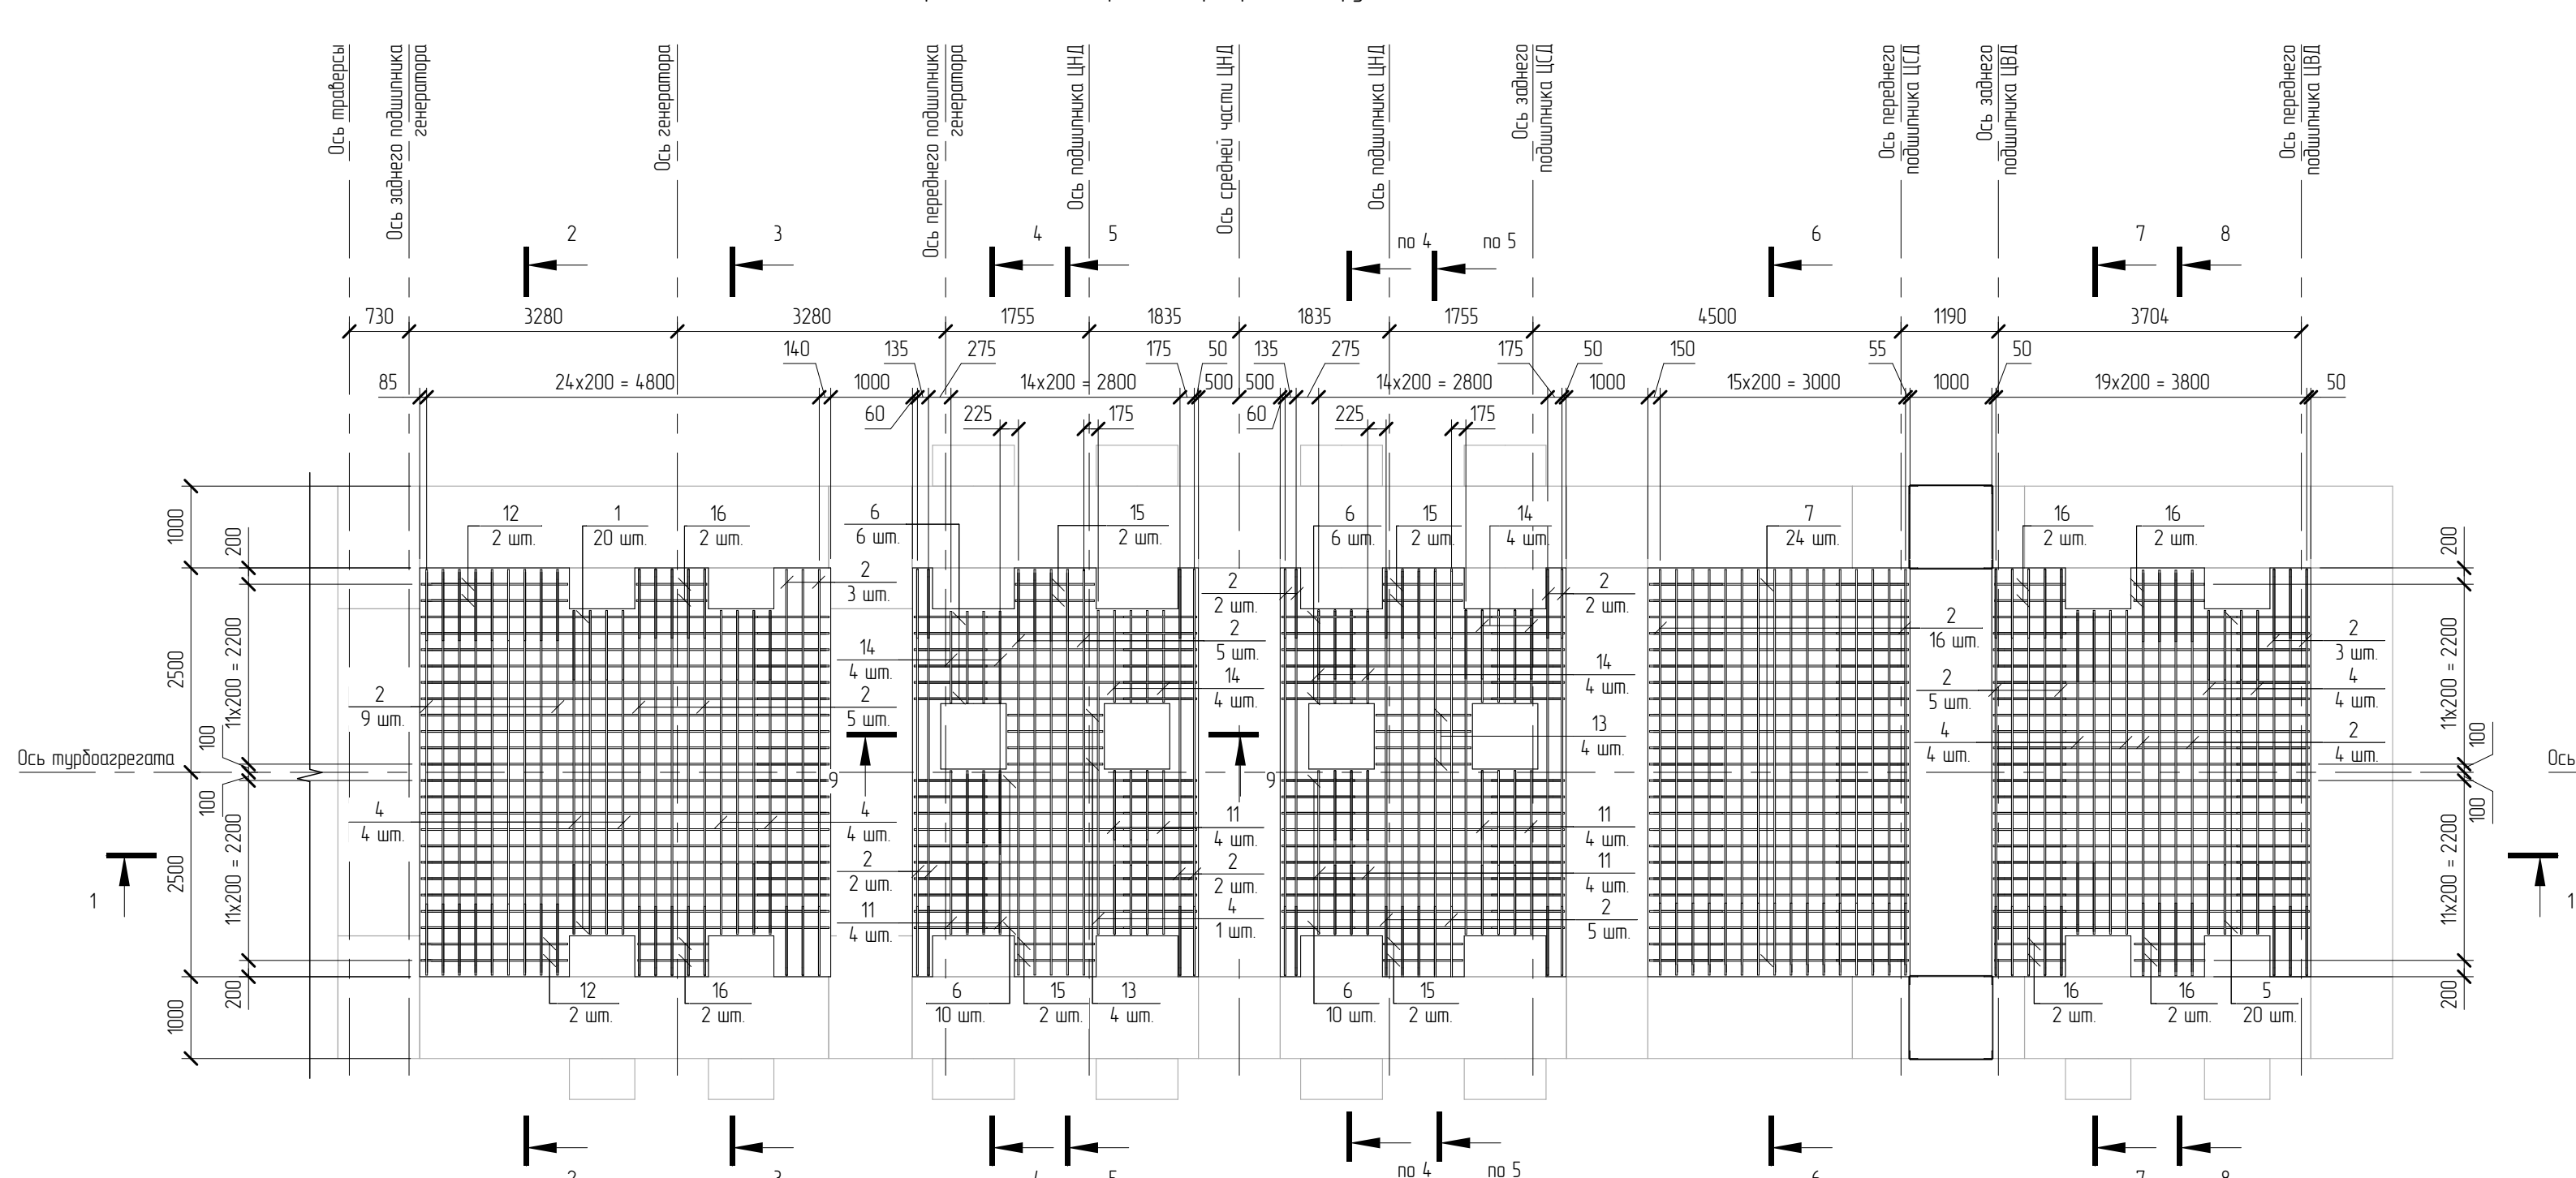 Ось траверсы
Ось заднего подшипника
генератора
Ось генератора
Ось переднего подшипника
генератора
Ось подшипника ЦНД
Ось средней части ЦНД
Ось подшипника ЦНД
Ось заднего
подшипника ЦСД
Ось переднего
подшипника ЦСД
Ось заднего
подшипника ЦВД
Ось переднего
подшипника ЦВД
2 3 4 5 по 4 по 5 6 7 8
730 3280 3280 1755 1835 1835 1755 4500 1190 3704
140 135 275 175 50 135 275 175 50 150 55 50
85 24x200 = 4800 1000 14x200 = 2800 500 500 14x200 = 2800 1000 15x200 = 3000 1000 19x200 = 3800 50
60 225 175 60 225 175
1000
200
2500
11x200 = 2200
100
100
2500
11x200 = 2200
200
1000
12
2 шт.
1
20 шт.
16
2 шт.
6
6 шт.
15
2 шт.
6
6 шт.
15
2 шт.
14
4 шт.
7
24 шт.
16
2 шт.
16
2 шт.
2
3 шт.
2
2 шт.
2
2 шт.
2
16 шт.
2
3 шт.
14
4 шт.
2
5 шт.
14
4 шт.
14
4 шт.
2
5 шт.
4
4 шт.
2
9 шт.
2
5 шт.
13
4 шт.
4
4 шт.
2
4 шт.
Ось турбоагрегата
9
9
Ось
4
4 шт.
4
4 шт.
11
4 шт.
11
4 шт.
2
2 шт.
2
2 шт.
11
4 шт.
11
4 шт.
4
1 шт.
2
5 шт.
1
1
12
2 шт.
16
2 шт.
6
10 шт.
15
2 шт.
13
4 шт.
6
10 шт.
15
2 шт.
16
2 шт.
16
2 шт.
5
20 шт.
200
11x200 = 2200
100
100
11x200 = 2200
200
по 4 по 5